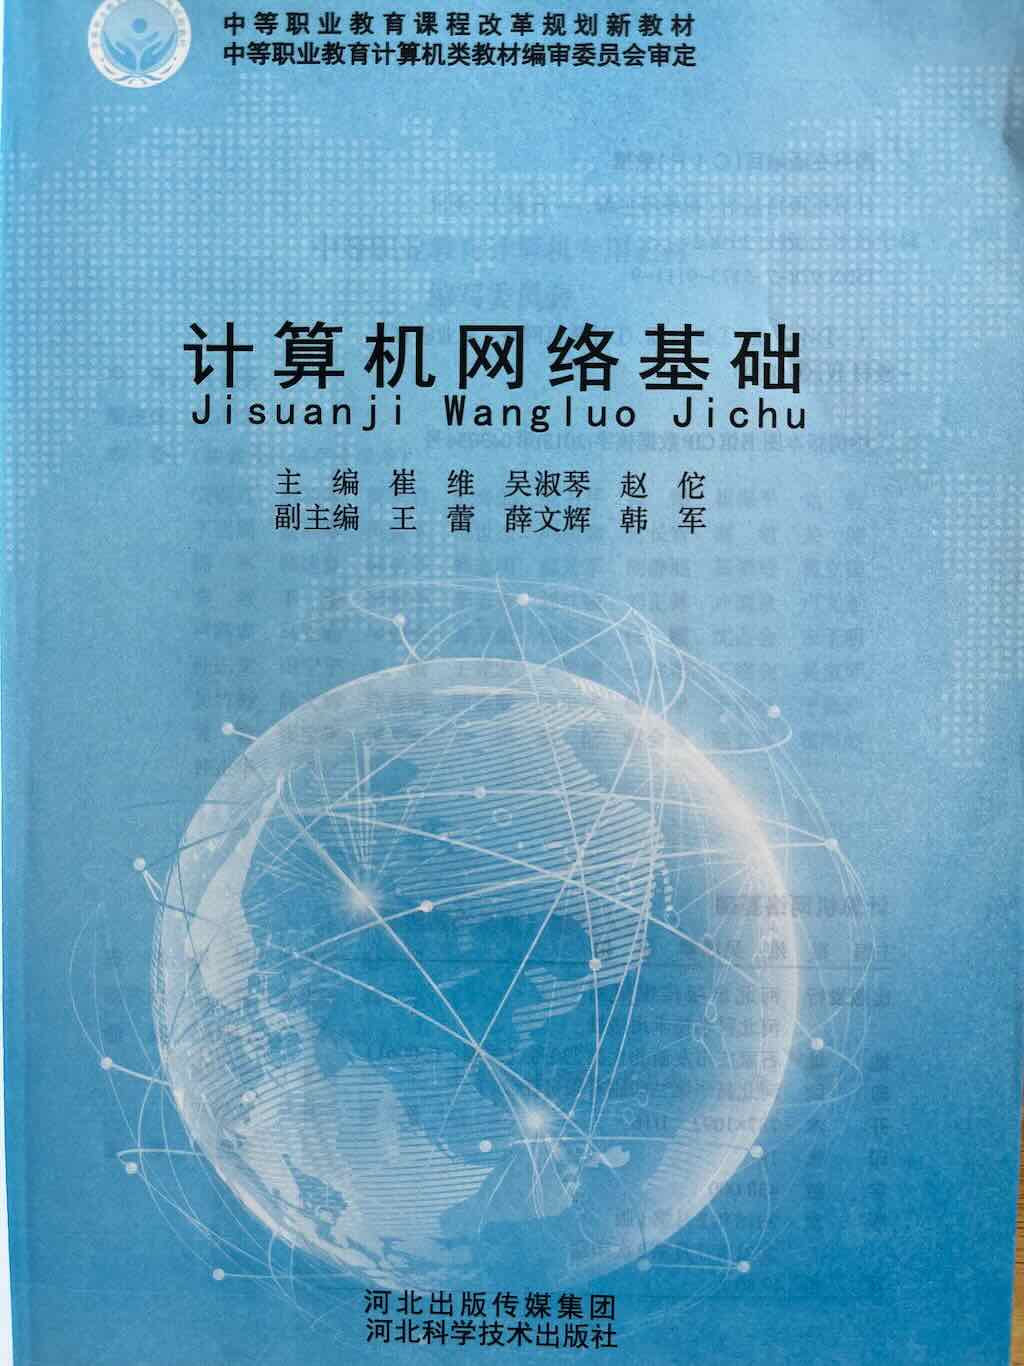 中等职业教育课程改革规划新教材
中等职业教育计算机类教材编审委员会审定
计算机网络基础
Jisuanji Wangluo Jichu
主 编 崔 维 吴淑琴 赵 佗
副主编 王 蕾 薛文辉 韩 军
河北出版传媒集团
河北科学技术出版社